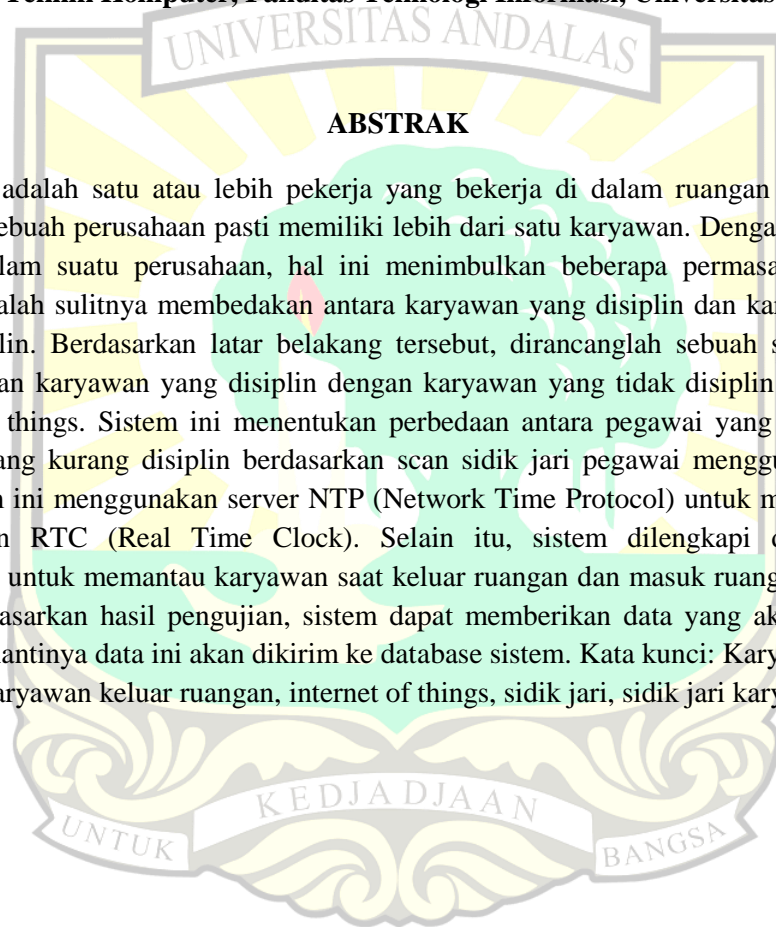 Teknik Komputer, Fakultas Teknologi Informasi, Universitas
UNIVERSITAS ANDALAS
ABSTRAK
adalah satu atau lebih pekerja yang bekerja di dalam ruangan
ebuah perusahaan pasti memiliki lebih dari satu karyawan. Denga
lam suatu perusahaan, hal ini menimbulkan beberapa permasa
alah sulitnya membedakan antara karyawan yang disiplin dan ka
lin. Berdasarkan latar belakang tersebut, dirancanglah sebuah s
an karyawan yang disiplin dengan karyawan yang tidak disiplin
things. Sistem ini menentukan perbedaan antara pegawai yang
ang kurang disiplin berdasarkan scan sidik jari pegawai menggu
n ini menggunakan server NTP (Network Time Protocol) untuk m
n RTC (Real Time Clock). Selain itu, sistem dilengkapi
untuk memantau karyawan saat keluar ruangan dan masuk ruang
asarkan hasil pengujian, sistem dapat memberikan data yang ak
nantinya data ini akan dikirim ke database sistem. Kata kunci: Kary
aryawan keluar ruangan, internet of things, sidik jari, sidik jari kary
UNTUK KEDJADJAAN BANGSA